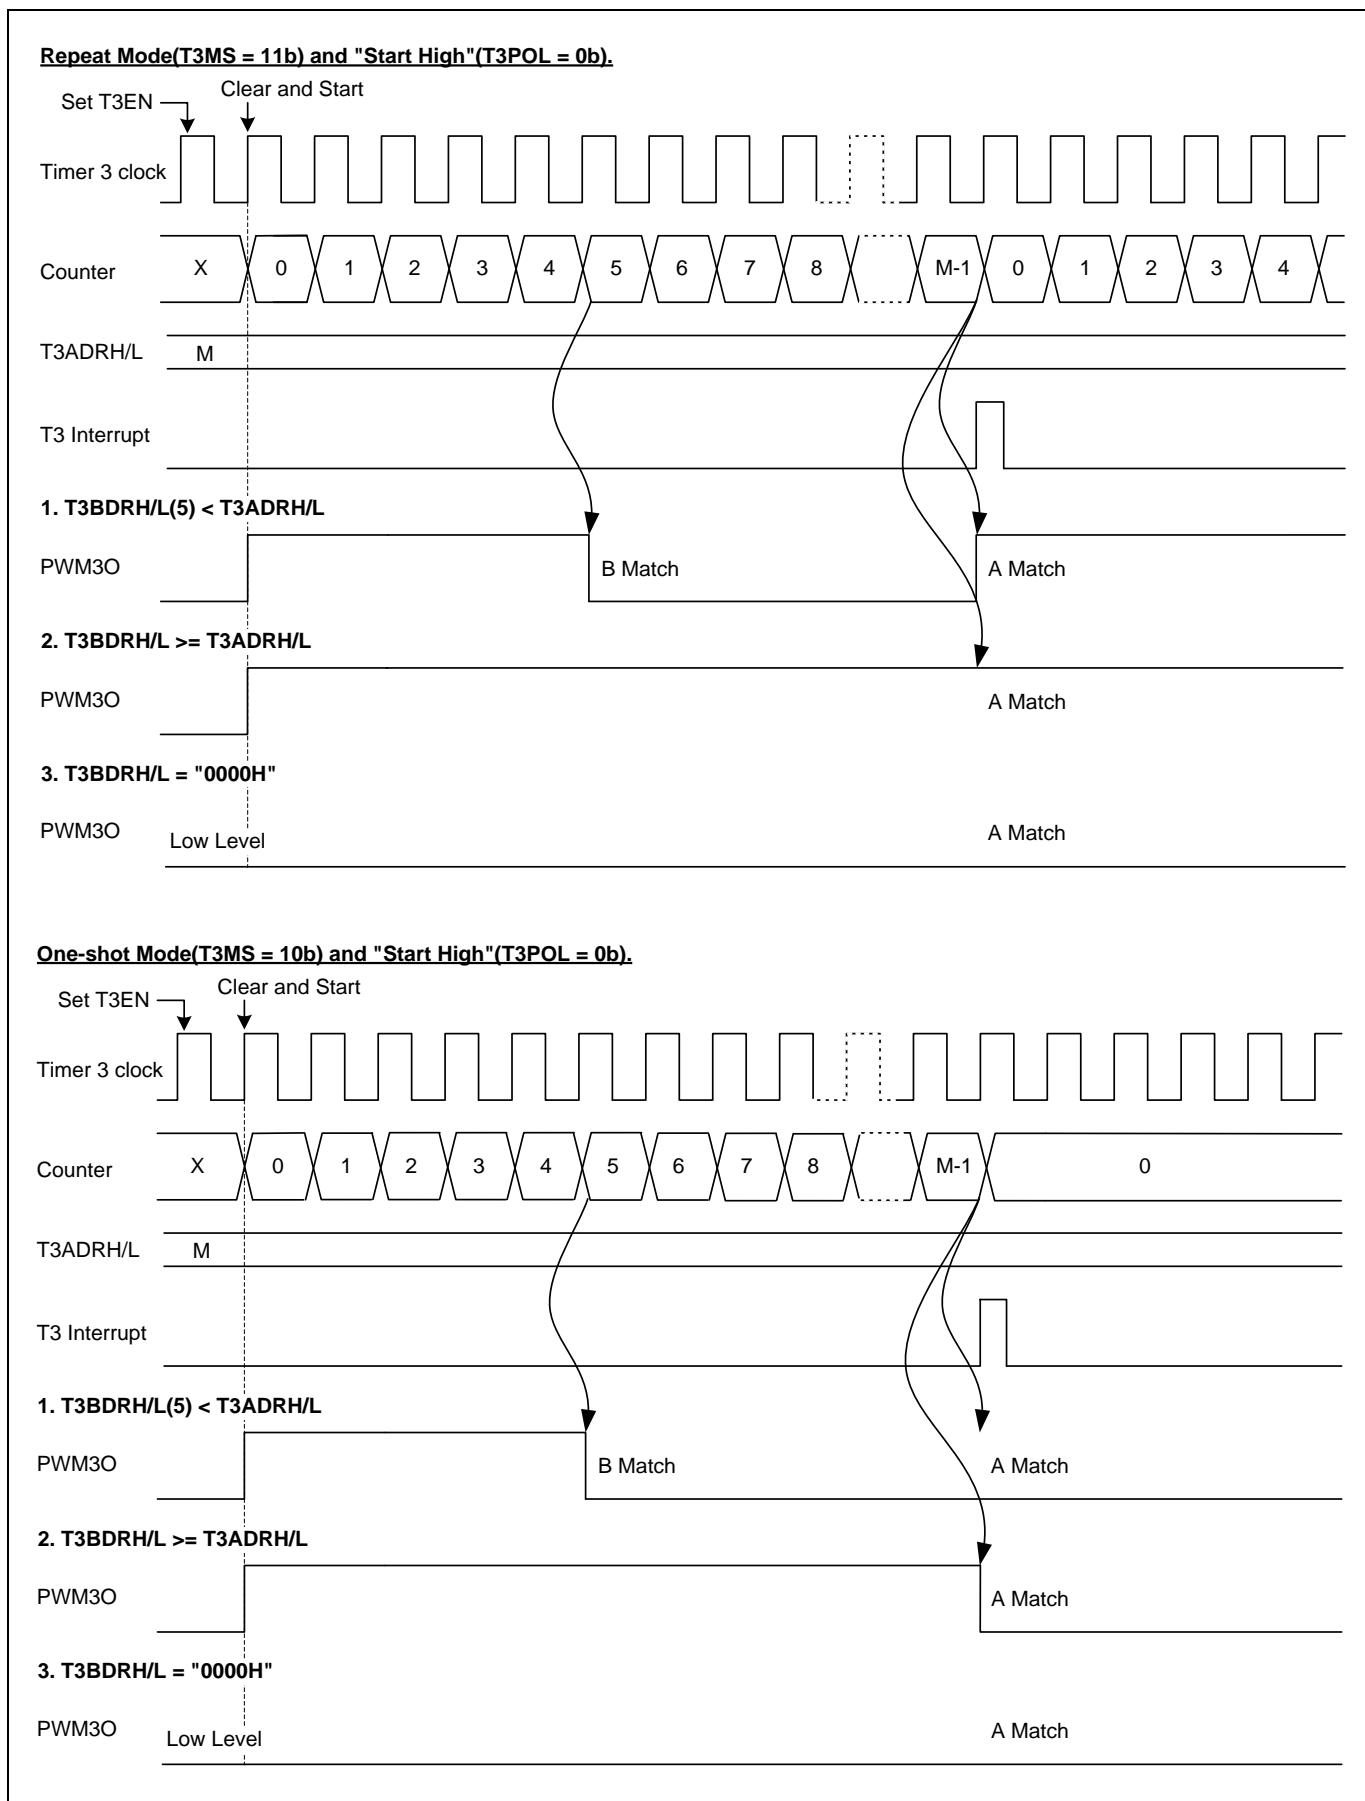 Repeat Mode(T3MS = 11b) and "Start High"(T3POL = 0b).
Set T3EN
Clear and Start
Timer 3 clock
Counter X 0 1 2 3 4 5 6 7 8 M-1 0 1 2 3 4
T3ADRH/L M
T3 Interrupt
1. T3BDRH/L(5) < T3ADRH/L
PWM3O B Match A Match
2. T3BDRH/L >= T3ADRH/L
PWM3O A Match
3. T3BDRH/L = "0000H"
PWM3O Low Level A Match
One-shot Mode(T3MS = 10b) and "Start High"(T3POL = 0b).
Set T3EN
Clear and Start
Timer 3 clock
Counter X 0 1 2 3 4 5 6 7 8 M-1 0
T3ADRH/L M
T3 Interrupt
1. T3BDRH/L(5) < T3ADRH/L
PWM3O B Match A Match
2. T3BDRH/L >= T3ADRH/L
PWM3O A Match
3. T3BDRH/L = "0000H"
PWM3O Low Level A Match